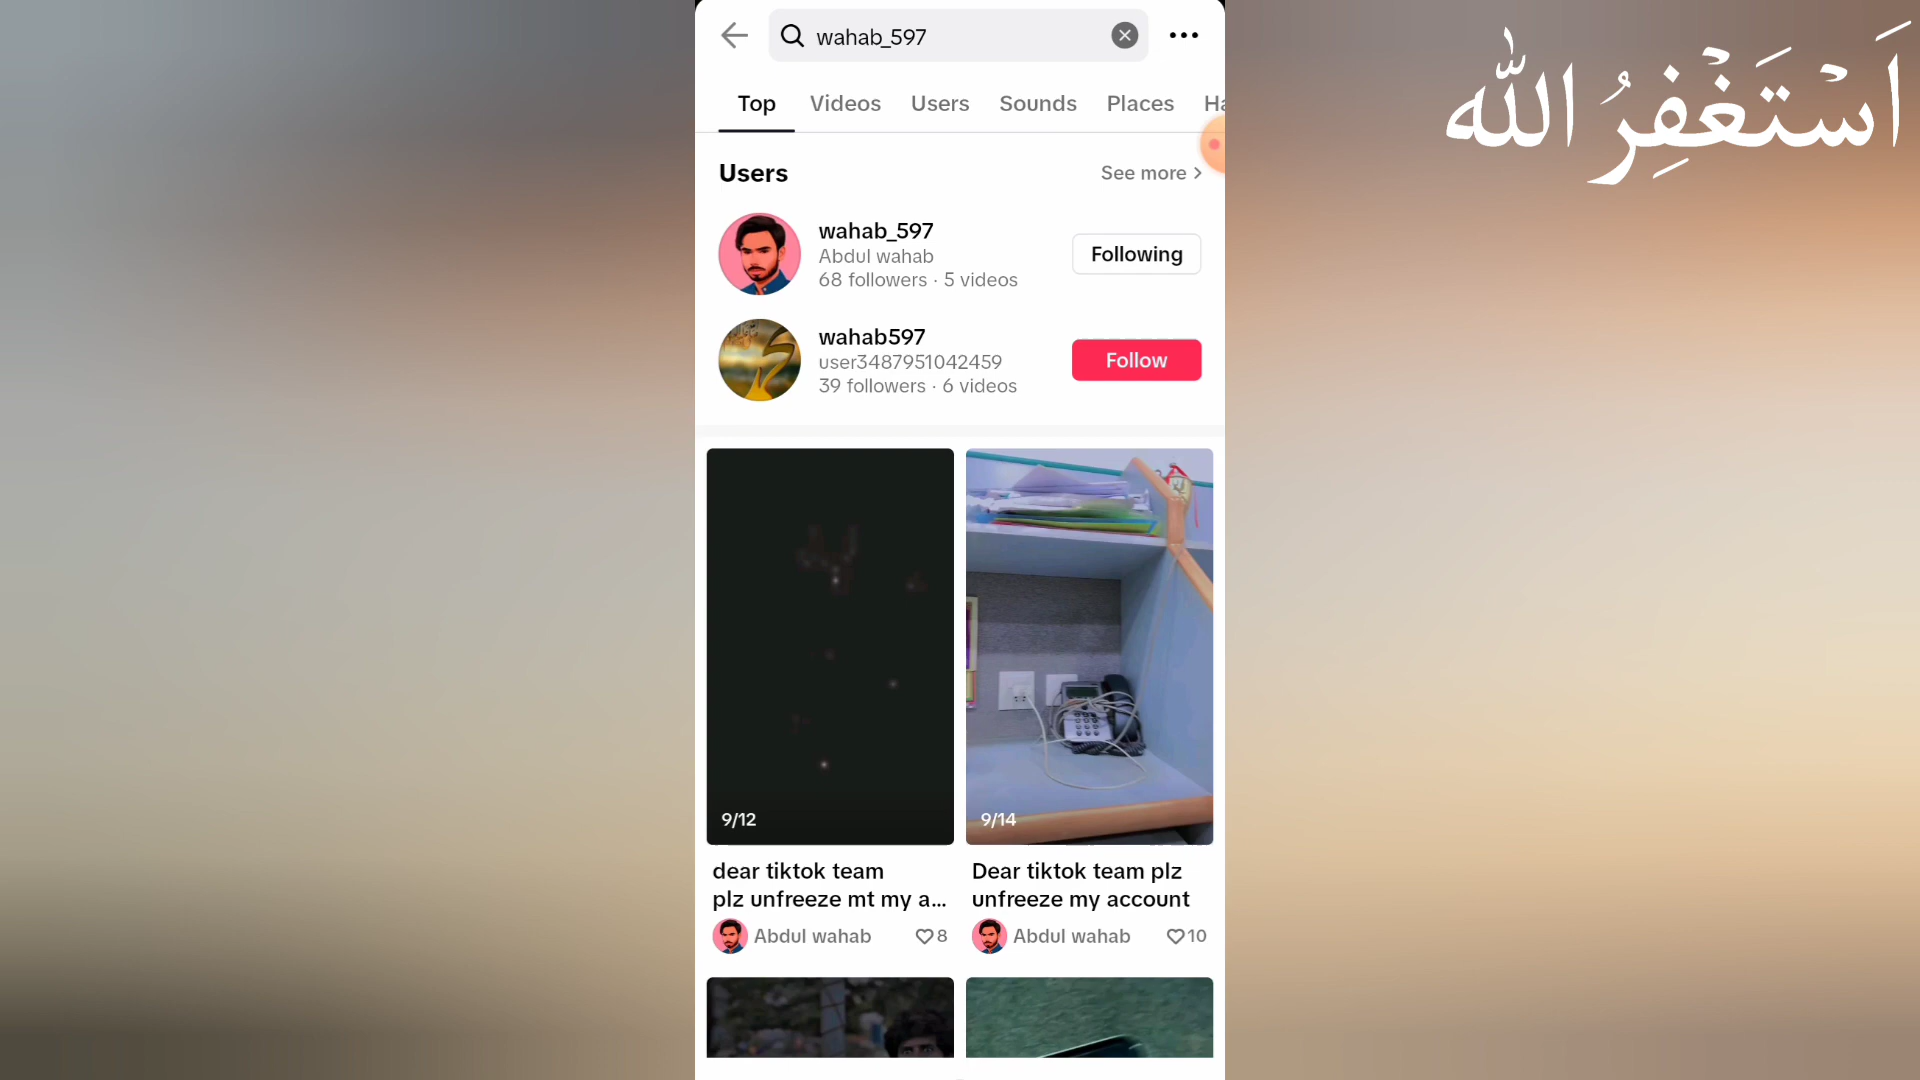 wahab_597
Top Videos Users Sounds Places Ha
Users
See more >
wahab_597
Abdul wahab
68 followers · 5 videos
Following
wahab597
user3487951042459
39 followers · 6 videos
Follow
9/12
dear tiktok team
plz unfreeze mt my a...
Abdul wahab
8
9/14
Dear tiktok team plz
unfreeze my account
Abdul wahab
10
اَسْتَغْفِرُ اللّٰه